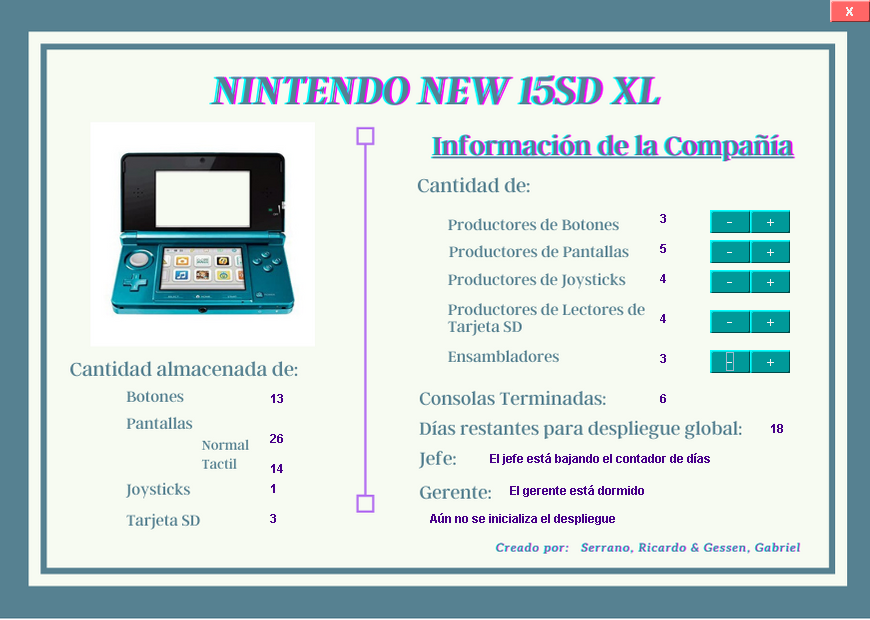 X
NINTENDO NEW 15SD XL
Información de la Compañía
Cantidad de:
Productores de Botones 3 - +
Productores de Pantallas 5 - +
Productores de Joysticks 4 - +
Productores de Lectores de
Tarjeta SD 4 - +
Ensambladores 3 - +
Consolas Terminadas: 6
Días restantes para despliegue global: 18
Jefe: El jefe está bajando el contador de días
Gerente: El gerente está dormido
Aún no se inicializa el despliegue
Cantidad almacenada de:
Botones 13
Pantallas
Normal 26
Tactil 14
Joysticks 1
Tarjeta SD 3
Creado por: Serrano, Ricardo & Gessen, Gabriel